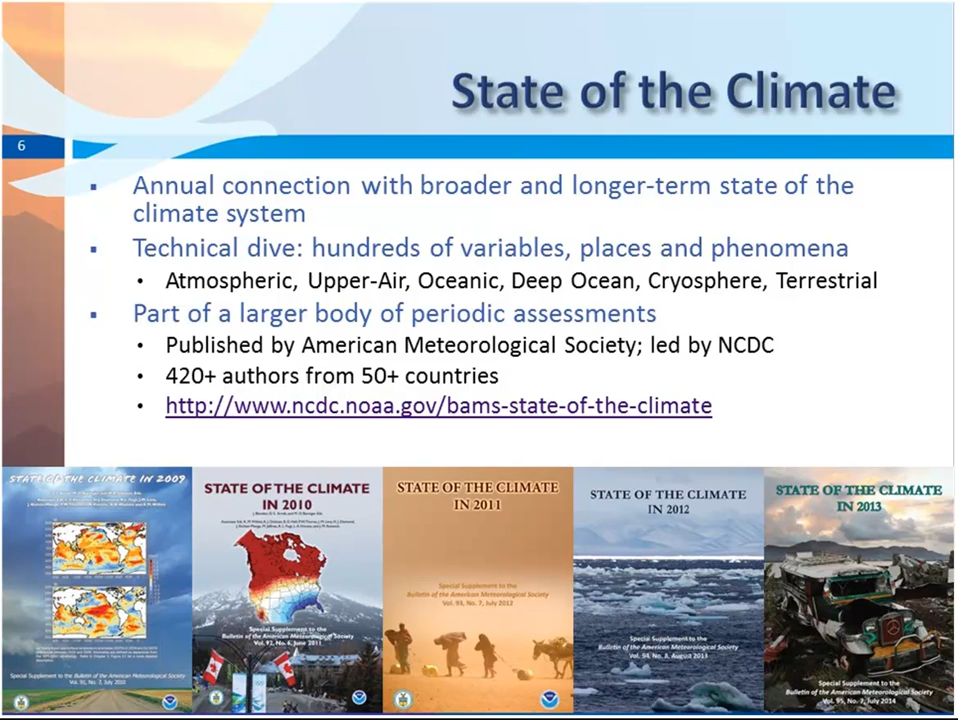 State of the Climate
6
Annual connection with broader and longer-term state of the
climate system
Technical dive: hundreds of variables, places and phenomena
Atmospheric, Upper-Air, Oceanic, Deep Ocean, Cryosphere, Terrestrial
Part of a larger body of periodic assessments
Published by American Meteorological Society; led by NCDC
420+ authors from 50+ countries
http://www.ncdc.noaa.gov/bams-state-of-the-climate
STATE OF THE CLIMATE IN 2009
Special Supplement to the Bulletin of the American Meteorological Society
Vol. 91, No. 7, July 2010
STATE OF THE CLIMATE
IN 2010
Special Supplement to the
Bulletin of the American Meteorological Society
Vol. 92, No. 6, June 2011
STATE OF THE CLIMATE
IN 2011
Special Supplement to the
Bulletin of the American Meteorological Society
Vol. 93, No. 7, July 2012
STATE OF THE CLIMATE
IN 2012
Special Supplement to the
Bulletin of the American Meteorological Society
Vol. 94, No. 8, August 2013
STATE OF THE CLIMATE
IN 2013
Special Supplement to the
Bulletin of the American Meteorological Society
Vol. 95, No. 7, July 2014